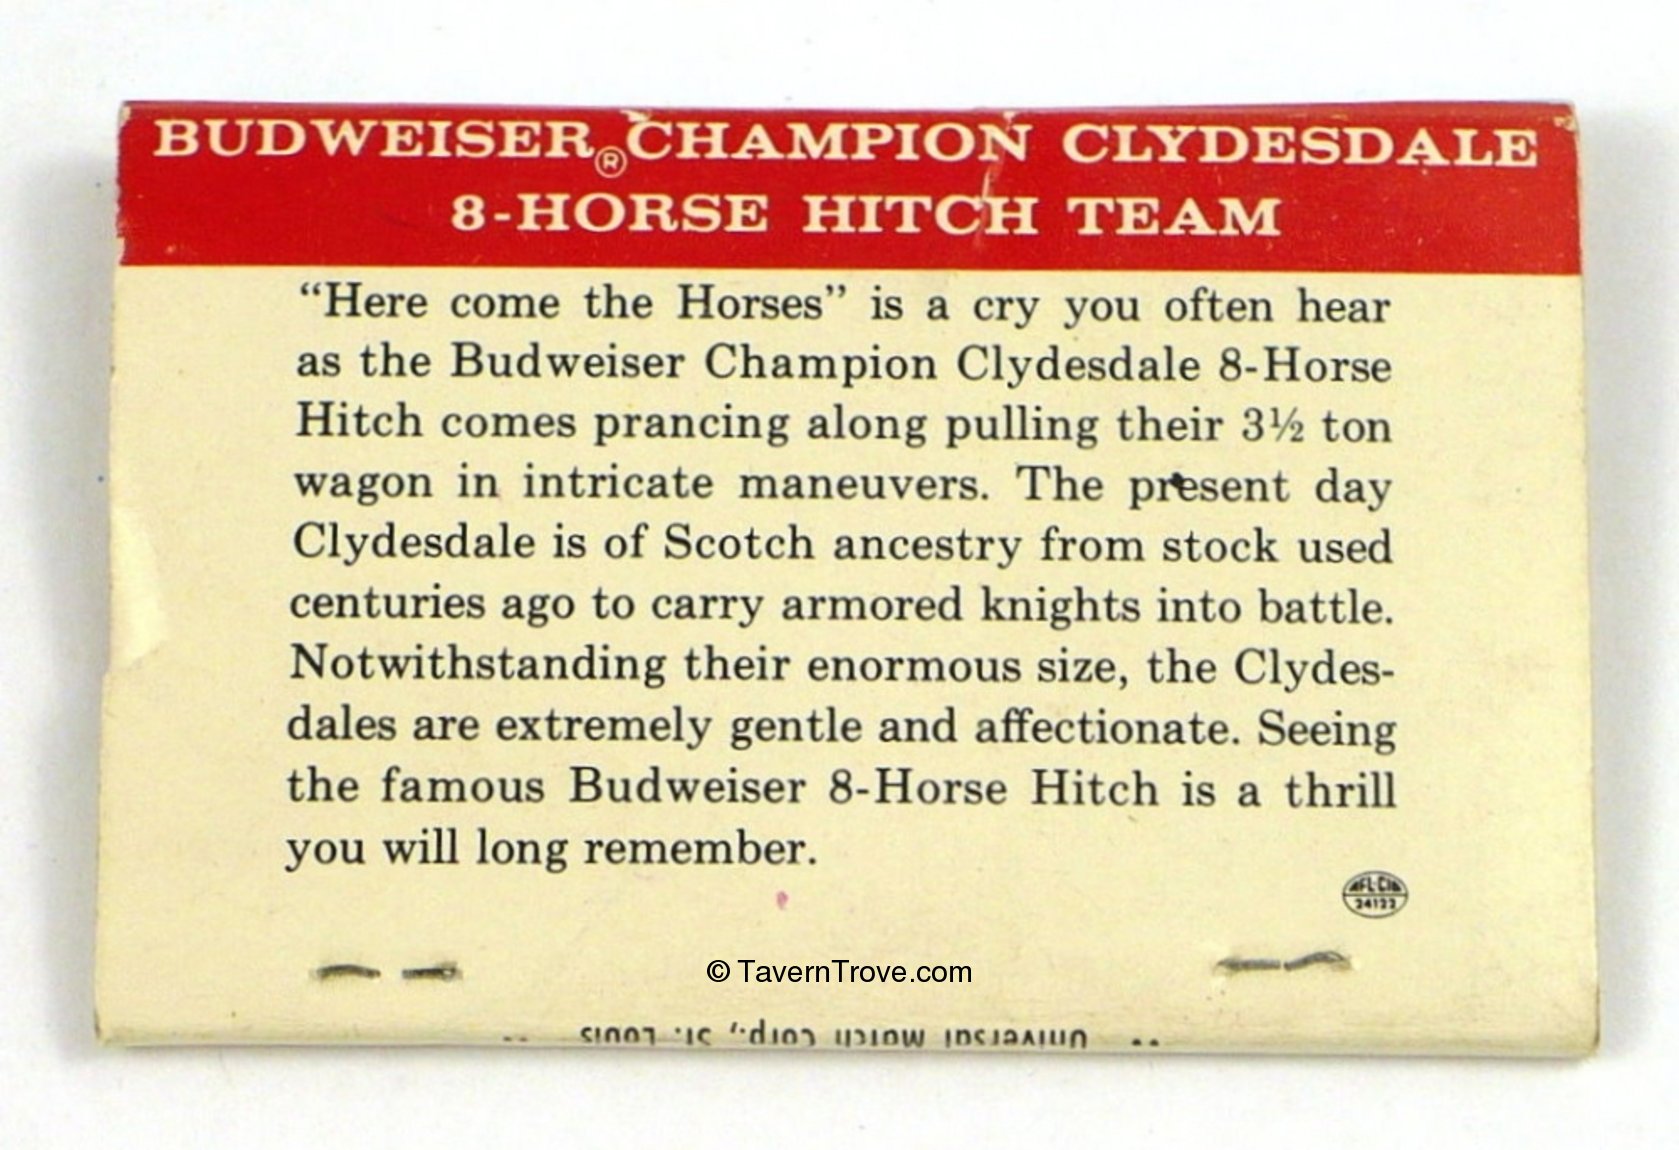 BUDWEISER® CHAMPION CLYDESDALE
8-HORSE HITCH TEAM
“Here come the Horses” is a cry you often hear
as the Budweiser Champion Clydesdale 8-Horse
Hitch comes prancing along pulling their 3½ ton
wagon in intricate maneuvers. The present day
Clydesdale is of Scotch ancestry from stock used
centuries ago to carry armored knights into battle.
Notwithstanding their enormous size, the Clydes-
dales are extremely gentle and affectionate. Seeing
the famous Budweiser 8-Horse Hitch is a thrill
you will long remember.
AFL-CIO
24122
© TavernTrove.com
Universal Match Corp., St. Louis